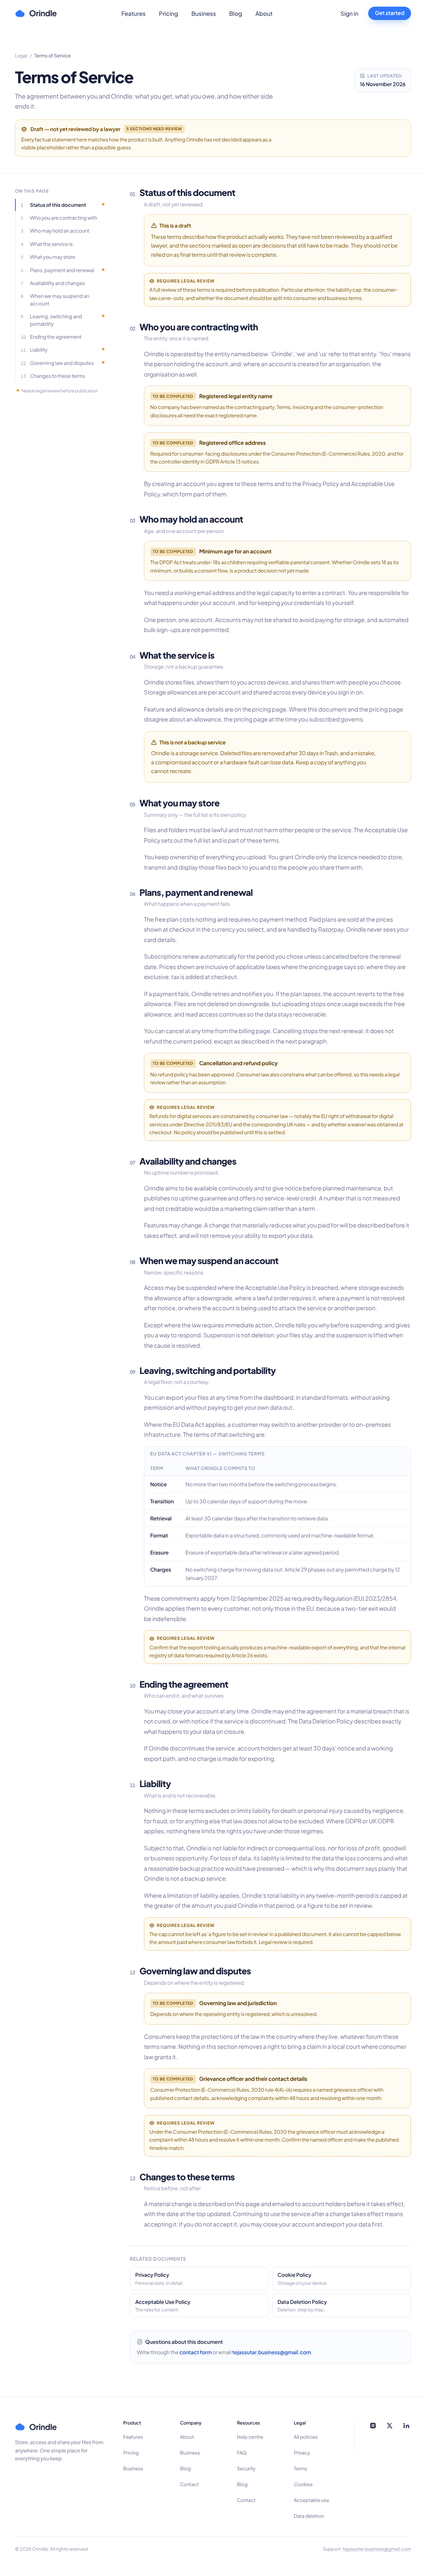 Orindle
Features
Pricing
Business
Blog
About
Sign in
Get started
Legal / Terms of Service
Terms of Service
The agreement between you and Orindle: what you get, what you owe, and how either side
ends it.
LAST UPDATED
16 November 2026
Draft — not yet reviewed by a lawyer
5 SECTIONS NEED REVIEW
Every factual statement here matches how the product is built. Anything Orindle has not decided appears as a
visible placeholder rather than a plausible guess.
ON THIS PAGE
1 Status of this document
2 Who you are contracting with
3 Who may hold an account
4 What the service is
5 What you may store
6 Plans, payment and renewal
7 Availability and changes
8 When we may suspend an
account
9 Leaving, switching and
portability
10 Ending the agreement
11 Liability
12 Governing law and disputes
13 Changes to these terms
Needs legal review before publication
01 Status of this document
A draft, not yet reviewed.
This is a draft
These terms describe how the product actually works. They have not been reviewed by a qualified
lawyer, and the sections marked as open are decisions that still have to be made. They should not be
relied on as final terms until that review is complete.
REQUIRES LEGAL REVIEW
A full review of these terms is required before publication. Particular attention: the liability cap, the consumer-
law carve-outs, and whether the document should be split into consumer and business terms.
02 Who you are contracting with
The entity, once it is named.
Orindle is operated by the entity named below. 'Orindle', 'we' and 'us' refer to that entity. 'You' means
the person holding the account, and, where an account is created for an organisation, the
organisation as well.
TO BE COMPLETED Registered legal entity name
No company has been named as the contracting party. Terms, invoicing and the consumer-protection
disclosures all need the exact registered name.
TO BE COMPLETED Registered office address
Required for consumer-facing disclosures under the Consumer Protection (E-Commerce) Rules, 2020, and for
the controller identity in GDPR Article 13 notices.
By creating an account you agree to these terms and to the Privacy Policy and Acceptable Use
Policy, which form part of them.
03 Who may hold an account
Age, and one account per person.
TO BE COMPLETED Minimum age for an account
The DPDP Act treats under-18s as children requiring verifiable parental consent. Whether Orindle sets 18 as its
minimum, or builds a consent flow, is a product decision not yet made.
You need a working email address and the legal capacity to enter a contract. You are responsible for
what happens under your account, and for keeping the credentials to yourself.
One person, one account. Accounts may not be shared to avoid paying for storage, and automated
bulk sign-ups are not permitted.
04 What the service is
Storage, not a backup guarantee.
Orindle stores files, shows them to you across devices, and shares them with people you choose.
Storage allowances are per account and shared across every device you sign in on.
Feature and allowance details are on the pricing page. Where this document and the pricing page
disagree about an allowance, the pricing page at the time you subscribed governs.
This is not a backup service
Orindle is a storage service. Deleted files are removed after 30 days in Trash, and a mistake,
a compromised account or a hardware fault can lose data. Keep a copy of anything you
cannot recreate.
05 What you may store
Summary only — the full list is its own policy.
Files and folders must be lawful and must not harm other people or the service. The Acceptable Use
Policy sets out the full list and is part of these terms.
You keep ownership of everything you upload. You grant Orindle only the licence needed to store,
transmit and display those files back to you and to the people you share them with.
06 Plans, payment and renewal
What happens when a payment fails.
The free plan costs nothing and requires no payment method. Paid plans are sold at the prices
shown at checkout in the currency you select, and are handled by Razorpay. Orindle never sees your
card details.
Subscriptions renew automatically for the period you chose unless cancelled before the renewal
date. Prices shown are inclusive of applicable taxes where the pricing page says so; where they are
exclusive, tax is added at checkout.
If a payment fails, Orindle retries and notifies you. If the plan lapses, the account reverts to the free
allowance. Files are not deleted on downgrade, but uploading stops once usage exceeds the
allowance, and read access continues so the data stays recoverable.
You can cancel at any time from the billing page. Cancelling stops the next renewal; it does not
refund the current period, except as described in the next paragraph.
TO BE COMPLETED Cancellation and refund policy
No refund policy has been approved. Consumer law also constrains what can be offered, so this needs a legal
review rather than an assumption.
REQUIRES LEGAL REVIEW
Refunds for digital services are constrained by consumer law — notably the EU right of withdrawal for digital
services under Directive 2011/83/EU and the corresponding UK rules — and by whether a waiver was obtained at
checkout. No policy should be published until this is settled.
07 Availability and changes
No uptime number is promised.
Orindle aims to be available continuously and to give notice before planned maintenance, but
publishes no uptime guarantee and offers no service-level credit. A number that is not measured
and not creditable would be a marketing claim rather than a term.
Features may change. A change that materially reduces what you paid for will be described before it
takes effect, and will not remove your ability to export your data.
08 When we may suspend an account
Narrow, specific reasons.
Access may be suspended where the Acceptable Use Policy is breached, where storage exceeds
the plan allowance, where a lawful order requires it, where a payment is not resolved
after notice, or where the account is being used to attack the service or another person.
Except where the law requires immediate action, Orindle tells you why before suspending, and gives
you a way to respond. Suspension is not deletion: your files stay, and the suspension is lifted when
the cause is resolved.
09 Leaving, switching and portability
A legal floor, not a courtesy.
You can export your files at any time from the dashboard, in standard formats, without asking
permission and without paying to get your own data out.
Where the EU Data Act applies, a customer may switch to another provider or to on-premises
infrastructure. The terms of that switching are:
EU DATA ACT CHAPTER VI — SWITCHING TERMS
TERM WHAT ORINDLE COMMITS TO
Notice No more than two months before the switching process begins.
Transition Up to 30 calendar days of support during the move.
Retrieval At least 30 calendar days after the transition to retrieve data.
Format Exportable data in a structured, commonly used and machine-readable format.
Erasure Erasure of exportable data after retrieval or a later agreed period.
Charges No switching charge for moving data out. Article 29 phases out any permitted charge by 12
January 2027.
These commitments apply from 12 September 2025 as required by Regulation (EU) 2023/2854.
Orindle applies them to every customer, not only those in the EU, because a two-tier exit would
be indefensible.
REQUIRES LEGAL REVIEW
Confirm that the export tooling actually produces a machine-readable export of everything, and that the internal
registry of data formats required by Article 26 exists.
10 Ending the agreement
Who can end it, and what survives.
You may close your account at any time. Orindle may end the agreement for a material breach that is
not cured, or with notice if the service is discontinued. The Data Deletion Policy describes exactly
what happens to your data on closure.
If Orindle discontinues the service, account holders get at least 30 days' notice and a working
export path, and no charge is made for exporting.
11 Liability
What is and is not recoverable.
Nothing in these terms excludes or limits liability for death or personal injury caused by negligence,
for fraud, or for anything else that law does not allow to be excluded. Where GDPR or UK GDPR
applies, nothing here limits the rights you have under those regimes.
Subject to that, Orindle is not liable for indirect or consequential loss, nor for loss of profit, goodwill
or business opportunity. For loss of data, its liability is limited to the data the loss concerns and what
a reasonable backup practice would have preserved — which is why this document says plainly that
Orindle is not a backup service.
Where a limitation of liability applies, Orindle's total liability in any twelve-month period is capped at
the greater of the amount you paid Orindle in that period, or a figure to be set in review.
REQUIRES LEGAL REVIEW
The cap cannot be left as 'a figure to be set in review' in a published document. It also cannot be capped below
the amount paid where consumer law forbids it. Legal review is required.
12 Governing law and disputes
Depends on where the entity is registered.
TO BE COMPLETED Governing law and jurisdiction
Depends on where the operating entity is registered, which is unresolved.
Consumers keep the protections of the law in the country where they live, whatever forum these
terms name. Nothing in this section removes a right to bring a claim in a local court where consumer
law grants it.
TO BE COMPLETED Grievance officer and their contact details
Consumer Protection (E-Commerce) Rules, 2020 rule 4(4)-(6) requires a named grievance officer with
published contact details, acknowledging complaints within 48 hours and resolving within one month.
REQUIRES LEGAL REVIEW
Under the Consumer Protection (E-Commerce) Rules, 2020 the grievance officer must acknowledge a
complaint within 48 hours and resolve it within one month. Confirm the named officer and make the published
timeline match.
13 Changes to these terms
Notice before, not after.
A material change is described on this page and emailed to account holders before it takes effect,
with the date at the top updated. Continuing to use the service after a change takes effect means
accepting it; if you do not accept it, you may close your account and export your data first.
RELATED DOCUMENTS
Privacy Policy
Personal data, in detail.
Cookie Policy
Storage on your device.
Acceptable Use Policy
The rules for content.
Data Deletion Policy
Deletion, step by step.
Questions about this document
Write through the contact form or email tejassutar.business@gmail.com.
Orindle
Store, access and share your files from
anywhere. One simple place for
everything you keep.
Product
Features
Pricing
Business
Company
About
Business
Blog
Contact
Resources
Help centre
FAQ
Security
Blog
Contact
Legal
All policies
Privacy
Terms
Cookies
Acceptable use
Data deletion
© 2026 Orindle. All rights reserved.
Support: tejassutar.business@gmail.com